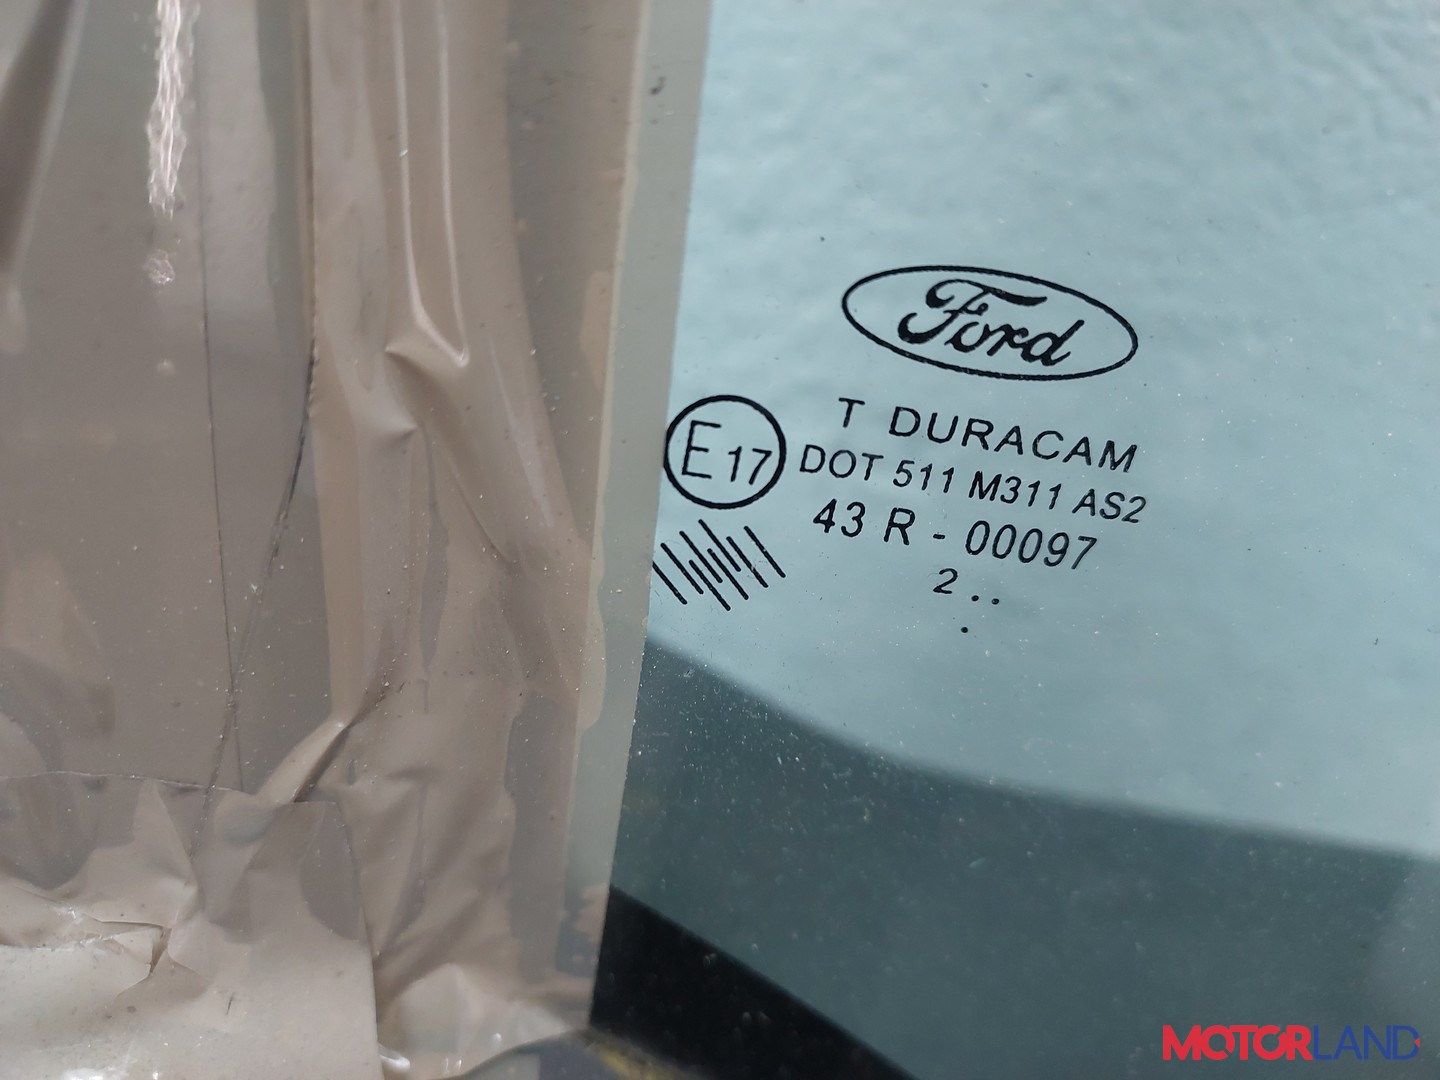 Ford
T DURACAM
E17
DOT 511 M311 AS2
43 R - 00097
2 . .
.
MOTORLAND